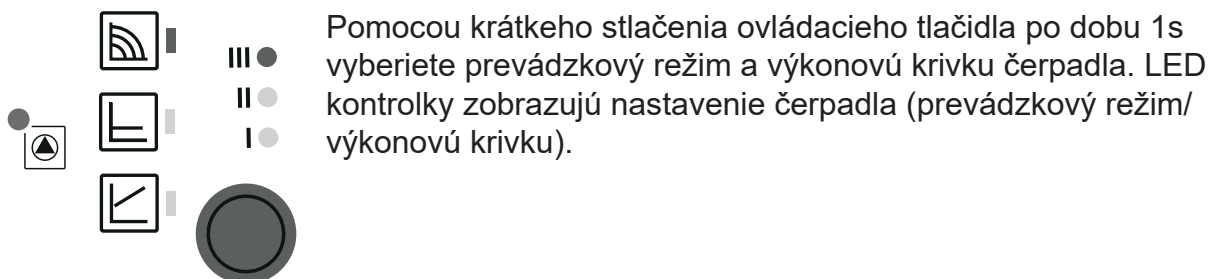 III
II
I
Pomocou krátkeho stlačenia ovládacieho tlačidla po dobu 1s
vyberiete prevádzkový režim a výkonovú krivku čerpadla. LED
kontrolky zobrazujú nastavenie čerpadla (prevádzkový režim/
výkonovú krivku).